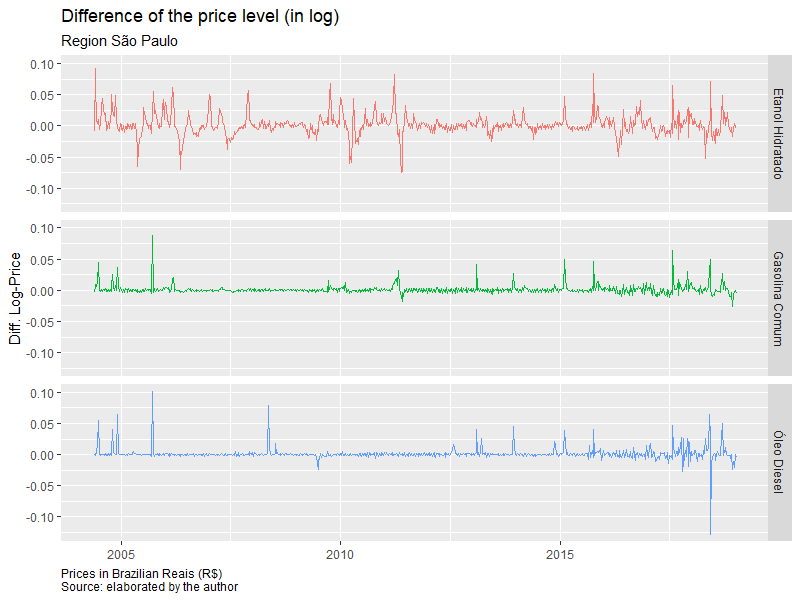 Difference of the price level (in log)
Region São Paulo
Diff. Log-Price
0.10
0.05
0.00
-0.05
-0.10
Etanol Hidratado
0.10
0.05
0.00
-0.05
-0.10
Gasolina Comum
0.10
0.05
0.00
-0.05
-0.10
Óleo Diesel
2005
2010
2015
Prices in Brazilian Reais (R$)
Source: elaborated by the author